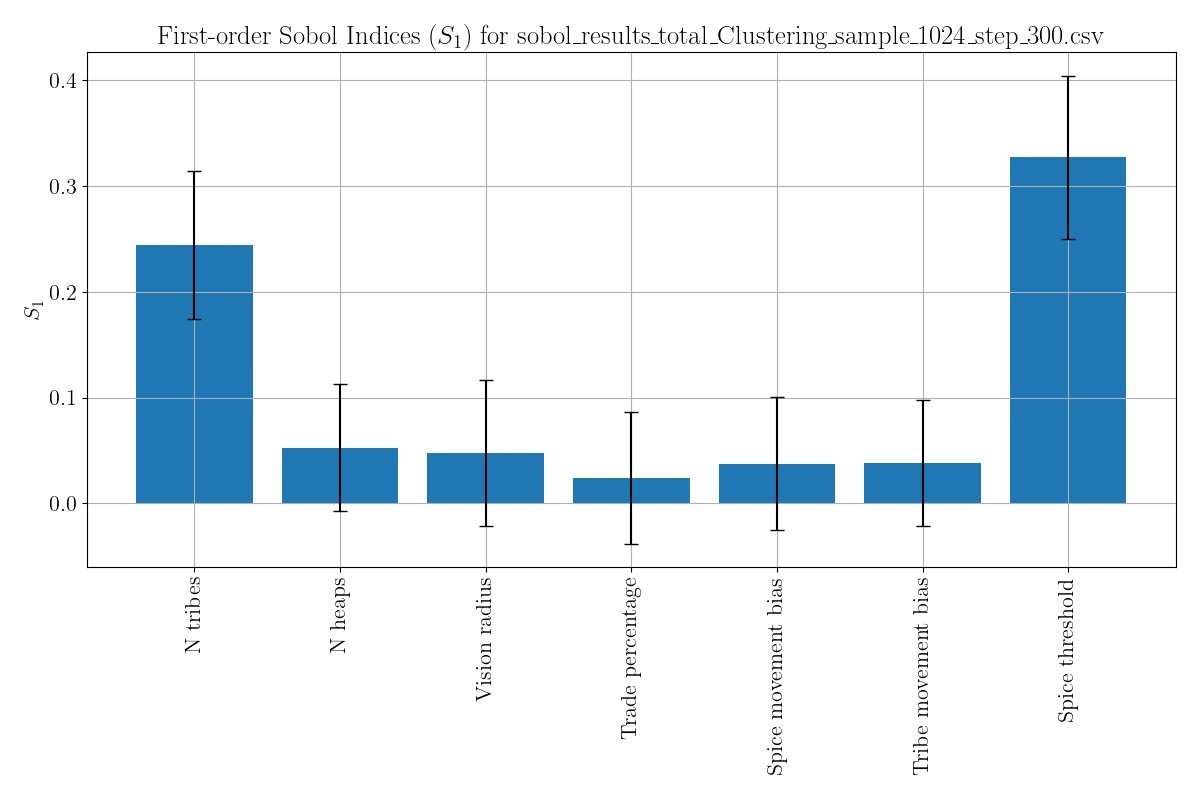 First-order Sobol Indices (S₁) for sobol_results_total_Clustering_sample_1024_step_300.csv
S₁
0.4
0.3
0.2
0.1
0.0
N tribes
N heaps
Vision radius
Trade percentage
Spice movement bias
Tribe movement bias
Spice threshold